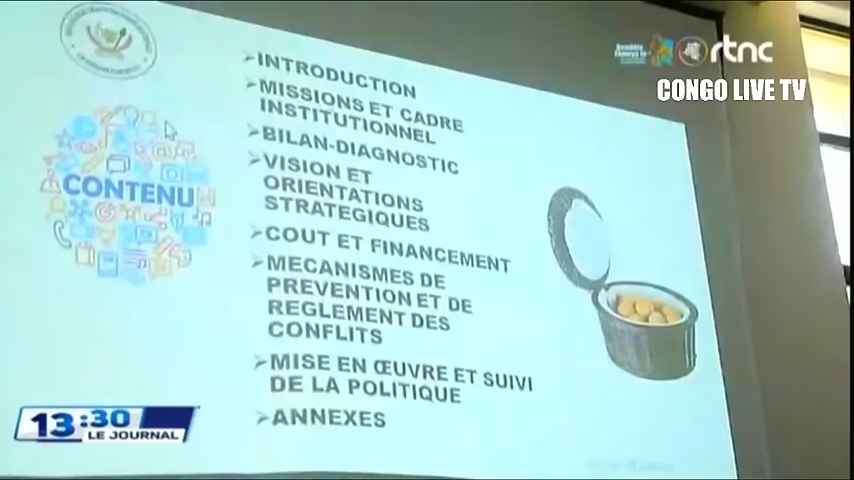 rtnc
CONGO LIVE TV
CONTENU
➢INTRODUCTION
➢MISSIONS ET CADRE
INSTITUTIONNEL
➢BILAN-DIAGNOSTIC
➢VISION ET
ORIENTATIONS
STRATEGIQUES
➢COUT ET FINANCEMENT
➢MECANISMES DE
PREVENTION ET DE
REGLEMENT DES
CONFLITS
➢MISE EN ŒUVRE ET SUIVI
DE LA POLITIQUE
➢ANNEXES
13:30
LE JOURNAL